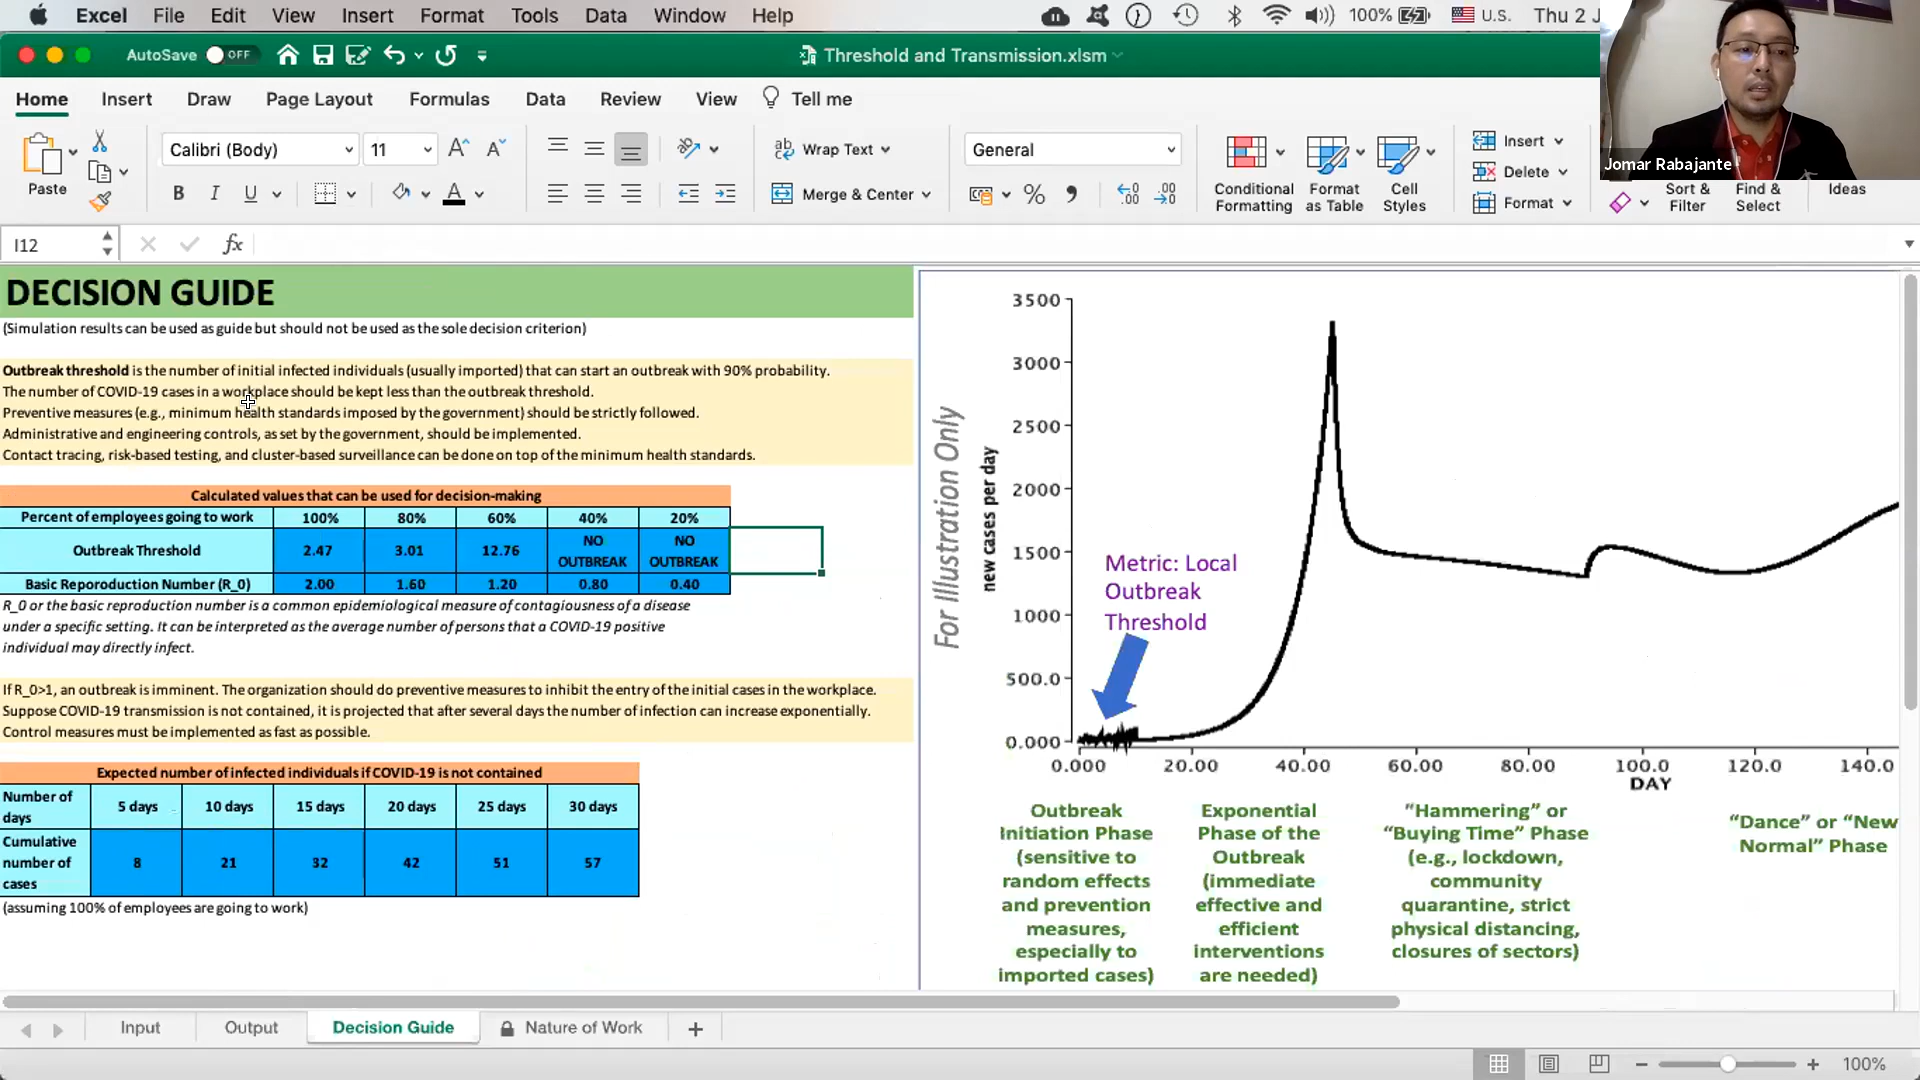 Excel File Edit View Insert Format Tools Data Window Help 100% U.S. Thu 2 J
AutoSave OFF Threshold and Transmission.xlsm
Home Insert Draw Page Layout Formulas Data Review View Tell me
Calibri (Body) 11 Wrap Text General Insert
Delete
Paste B I U A Merge & Center % Conditional Formatting Format as Table Cell Styles Format Sort & Filter Find & Select Ideas
Jomar Rabajante
I12 fx
DECISION GUIDE
(Simulation results can be used as guide but should not be used as the sole decision criterion)
Outbreak threshold is the number of initial infected individuals (usually imported) that can start an outbreak with 90% probability.
The number of COVID-19 cases in a workplace should be kept less than the outbreak threshold.
Preventive measures (e.g., minimum health standards imposed by the government) should be strictly followed.
Administrative and engineering controls, as set by the government, should be implemented.
Contact tracing, risk-based testing, and cluster-based surveillance can be done on top of the minimum health standards.
Calculated values that can be used for decision-making
Percent of employees going to work 100% 80% 60% 40% 20%
Outbreak Threshold 2.47 3.01 12.76 NO OUTBREAK NO OUTBREAK
Basic Reporoduction Number (R_0) 2.00 1.60 1.20 0.80 0.40
R_0 or the basic reproduction number is a common epidemiological measure of contagiousness of a disease
under a specific setting. It can be interpreted as the average number of persons that a COVID-19 positive
individual may directly infect.
If R_0>1, an outbreak is imminent. The organization should do preventive measures to inhibit the entry of the initial cases in the workplace.
Suppose COVID-19 transmission is not contained, it is projected that after several days the number of infection can increase exponentially.
Control measures must be implemented as fast as possible.
Expected number of infected individuals if COVID-19 is not contained
Number of days 5 days 10 days 15 days 20 days 25 days 30 days
Cumulative number of cases 8 21 32 42 51 57
(assuming 100% of employees are going to work)
For Illustration Only
new cases per day
3500
3000
2500
2000
1500
1000
500.0
0.000
Metric: Local
Outbreak
Threshold
0.000 20.00 40.00 60.00 80.00 100.0 120.0 140.0
DAY
Outbreak
Initiation Phase
(sensitive to
random effects
and prevention
measures,
especially to
imported cases)
Exponential
Phase of the
Outbreak
(immediate
effective and
efficient
interventions
are needed)
“Hammering” or
“Buying Time” Phase
(e.g., lockdown,
community
quarantine, strict
physical distancing,
closures of sectors)
“Dance” or “New
Normal” Phase
Input Output Decision Guide Nature of Work +
100%